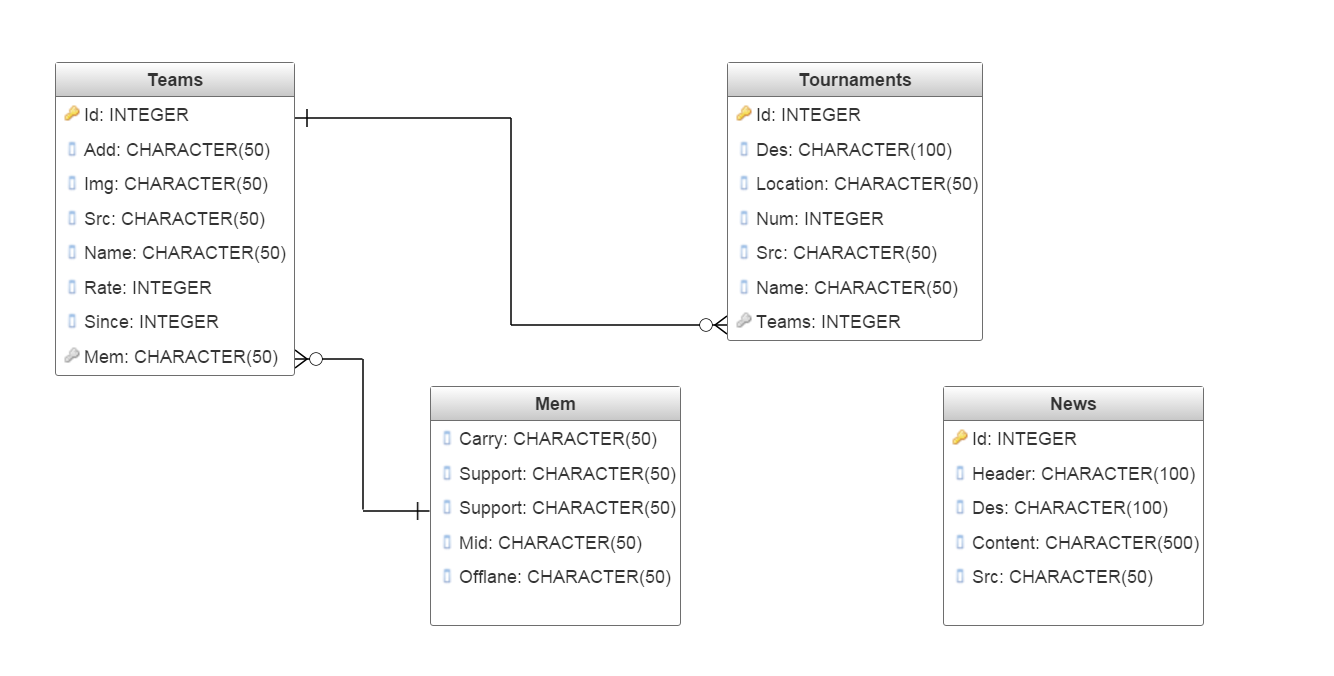 Teams
Id: INTEGER
Add: CHARACTER(50)
Img: CHARACTER(50)
Src: CHARACTER(50)
Name: CHARACTER(50)
Rate: INTEGER
Since: INTEGER
Mem: CHARACTER(50)
Tournaments
Id: INTEGER
Des: CHARACTER(100)
Location: CHARACTER(50)
Num: INTEGER
Src: CHARACTER(50)
Name: CHARACTER(50)
Teams: INTEGER
Mem
Carry: CHARACTER(50)
Support: CHARACTER(50)
Support: CHARACTER(50)
Mid: CHARACTER(50)
Offlane: CHARACTER(50)
News
Id: INTEGER
Header: CHARACTER(100)
Des: CHARACTER(100)
Content: CHARACTER(500)
Src: CHARACTER(50)